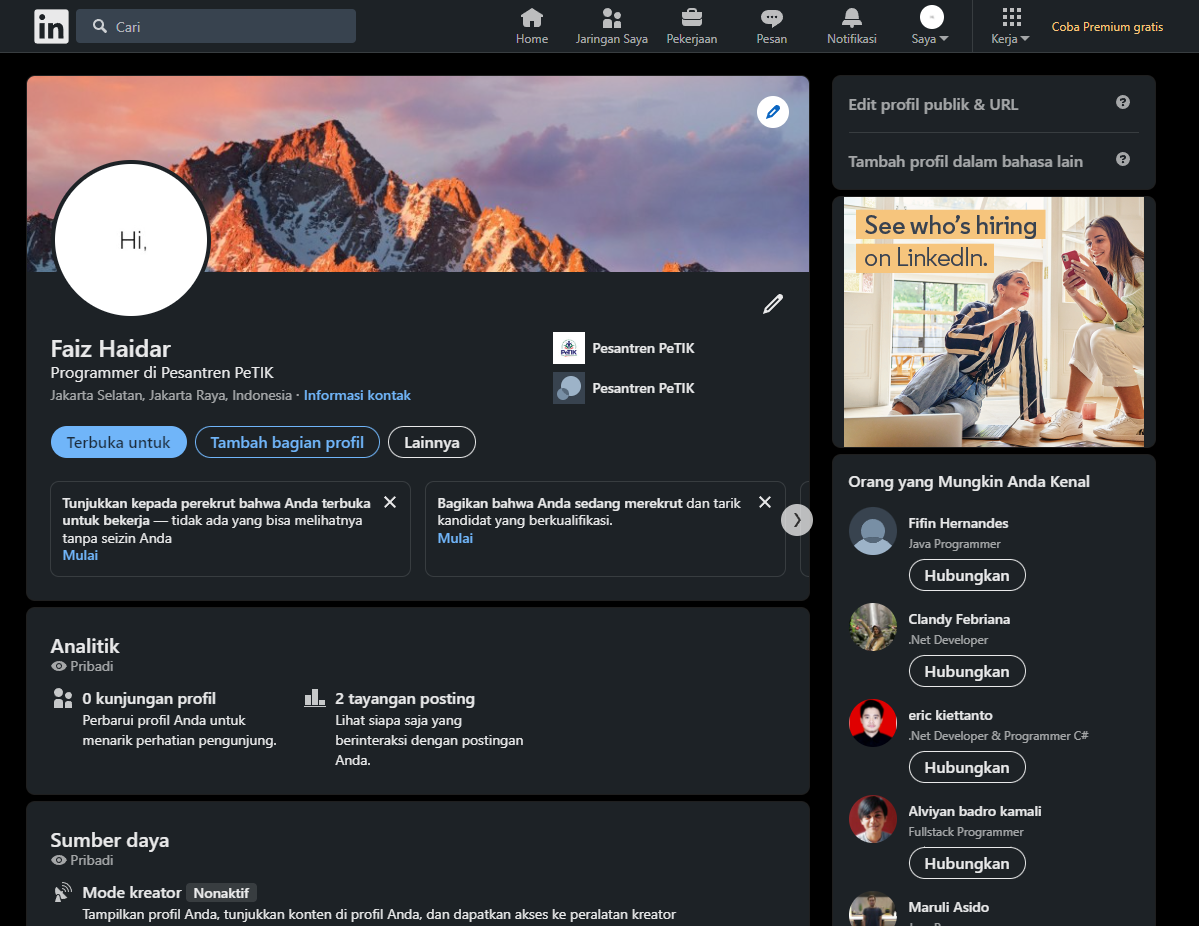 in
Cari
Home
Jaringan Saya
Pekerjaan
Pesan
Notifikasi
Saya
Kerja
Coba Premium gratis
Hi,
Faiz Haidar
Programmer di Pesantren PeTIK
Jakarta Selatan, Jakarta Raya, Indonesia · Informasi kontak
PeTIK
Pesantren PeTIK
Pesantren PeTIK
Terbuka untuk
Tambah bagian profil
Lainnya
Tunjukkan kepada perekrut bahwa Anda terbuka
untuk bekerja — tidak ada yang bisa melihatnya
tanpa seizin Anda
Mulai
Bagikan bahwa Anda sedang merekrut dan tarik
kandidat yang berkualifikasi.
Mulai
Analitik
Pribadi
0 kunjungan profil
Perbarui profil Anda untuk
menarik perhatian pengunjung.
2 tayangan posting
Lihat siapa saja yang
berinteraksi dengan postingan
Anda.
Sumber daya
Pribadi
Mode kreator Nonaktif
Tampilkan profil Anda, tunjukkan konten di profil Anda, dan dapatkan akses ke peralatan kreator
Edit profil publik & URL
Tambah profil dalam bahasa lain
See who's hiring
on LinkedIn.
Orang yang Mungkin Anda Kenal
Fifin Hernandes
Java Programmer
Hubungkan
Clandy Febriana
.Net Developer
Hubungkan
eric kiettanto
.Net Developer & Programmer C#
Hubungkan
Alviyan badro kamali
Fullstack Programmer
Hubungkan
Maruli Asido